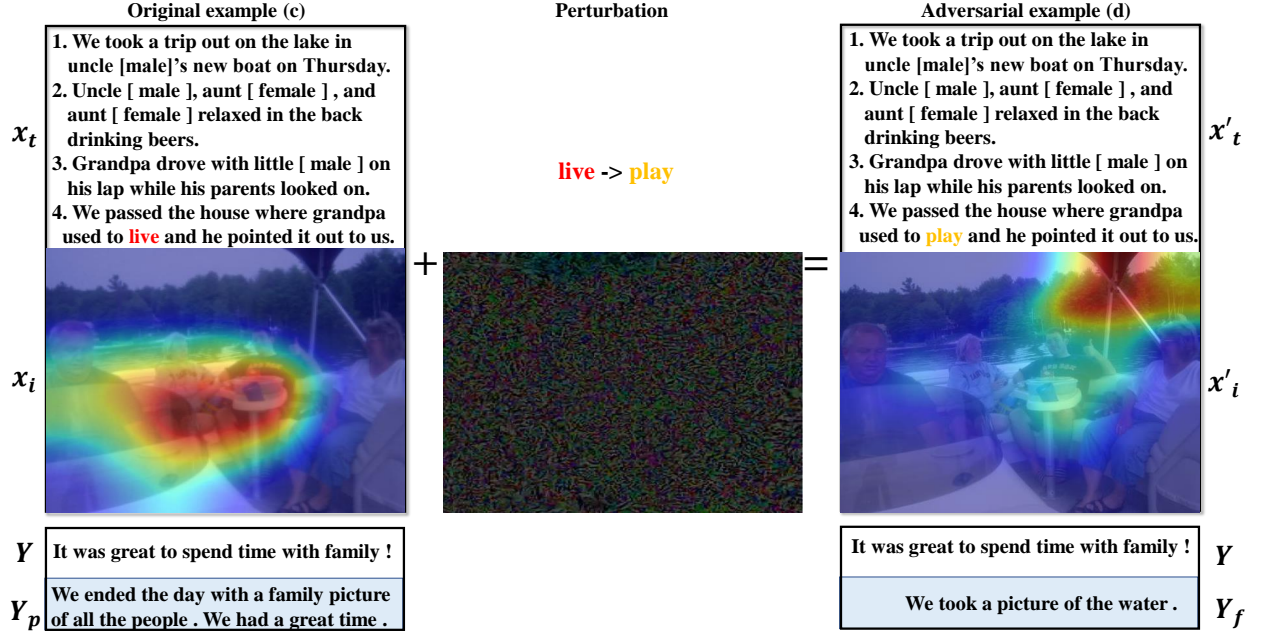 Original example (c)
Perturbation
Adversarial example (d)
x_t
1. We took a trip out on the lake in
uncle [male]'s new boat on Thursday.
2. Uncle [ male ], aunt [ female ] , and
aunt [ female ] relaxed in the back
drinking beers.
3. Grandpa drove with little [ male ] on
his lap while his parents looked on.
4. We passed the house where grandpa
used to live and he pointed it out to us.
live -> play
1. We took a trip out on the lake in
uncle [male]'s new boat on Thursday.
2. Uncle [ male ], aunt [ female ] , and
aunt [ female ] relaxed in the back
drinking beers.
3. Grandpa drove with little [ male ] on
his lap while his parents looked on.
4. We passed the house where grandpa
used to play and he pointed it out to us.
x'_t
x_i
+
=
x'_i
Y
It was great to spend time with family !
It was great to spend time with family !
Y
Y_p
We ended the day with a family picture
of all the people . We had a great time .
We took a picture of the water .
Y_f